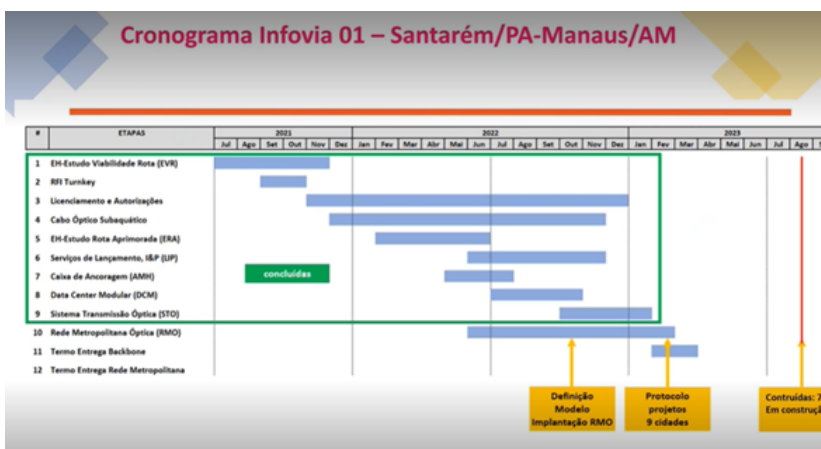 Cronograma Infovia 01 – Santarém/PA-Manaus/AM
# ETAPAS 2021 2022 2023
Jul Ago Set Out Nov Dez Jan Fev Mar Abr Mai Jun Jul Ago Set Out Nov Dez Jan Fev Mar Abr Mai Jun Jul Ago S
1 EH-Estudo Viabilidade Rota (EVR)
2 RFI Turnkey
3 Licenciamento e Autorizações
4 Cabo Óptico Subaquático
5 EH-Estudo Rota Aprimorada (ERA)
6 Serviços de Lançamento, I&P (LIP)
7 Caixa de Ancoragem (AMH)
concluídas
8 Data Center Modular (DCM)
9 Sistema Transmissão Óptica (STO)
10 Rede Metropolitana Óptica (RMO)
11 Termo Entrega Backbone
12 Termo Entrega Rede Metropolitana
Definição
Modelo
Implantação RMO
Protocolo
projetos
9 cidades
Contruídas: 7
Em construçã